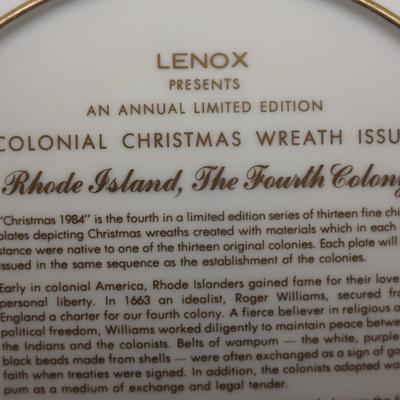 LENOX
PRESENTS
AN ANNUAL LIMITED EDITION
COLONIAL CHRISTMAS WREATH ISSU
Rhode Island, The Fourth Colony
"Christmas 1984" is the fourth in a limited edition series of thirteen fine chi
plates depicting Christmas wreaths created with materials which in each
stance were native to one of the thirteen original colonies. Each plate will
issued in the same sequence as the establishment of the colonies.
Early in colonial America, Rhode Islanders gained fame for their love
personal liberty. In 1663 an idealist, Roger Williams, secured fro
England a charter for our fourth colony. A fierce believer in religious a
political freedom, Williams worked diligently to maintain peace betwe
the Indians and the colonists. Belts of wampum — the white, purple
black beads made from shells — were often exchanged as a sign of go
faith when treaties were signed. In addition, the colonists adopted wa
pum as a medium of exchange and legal tender.